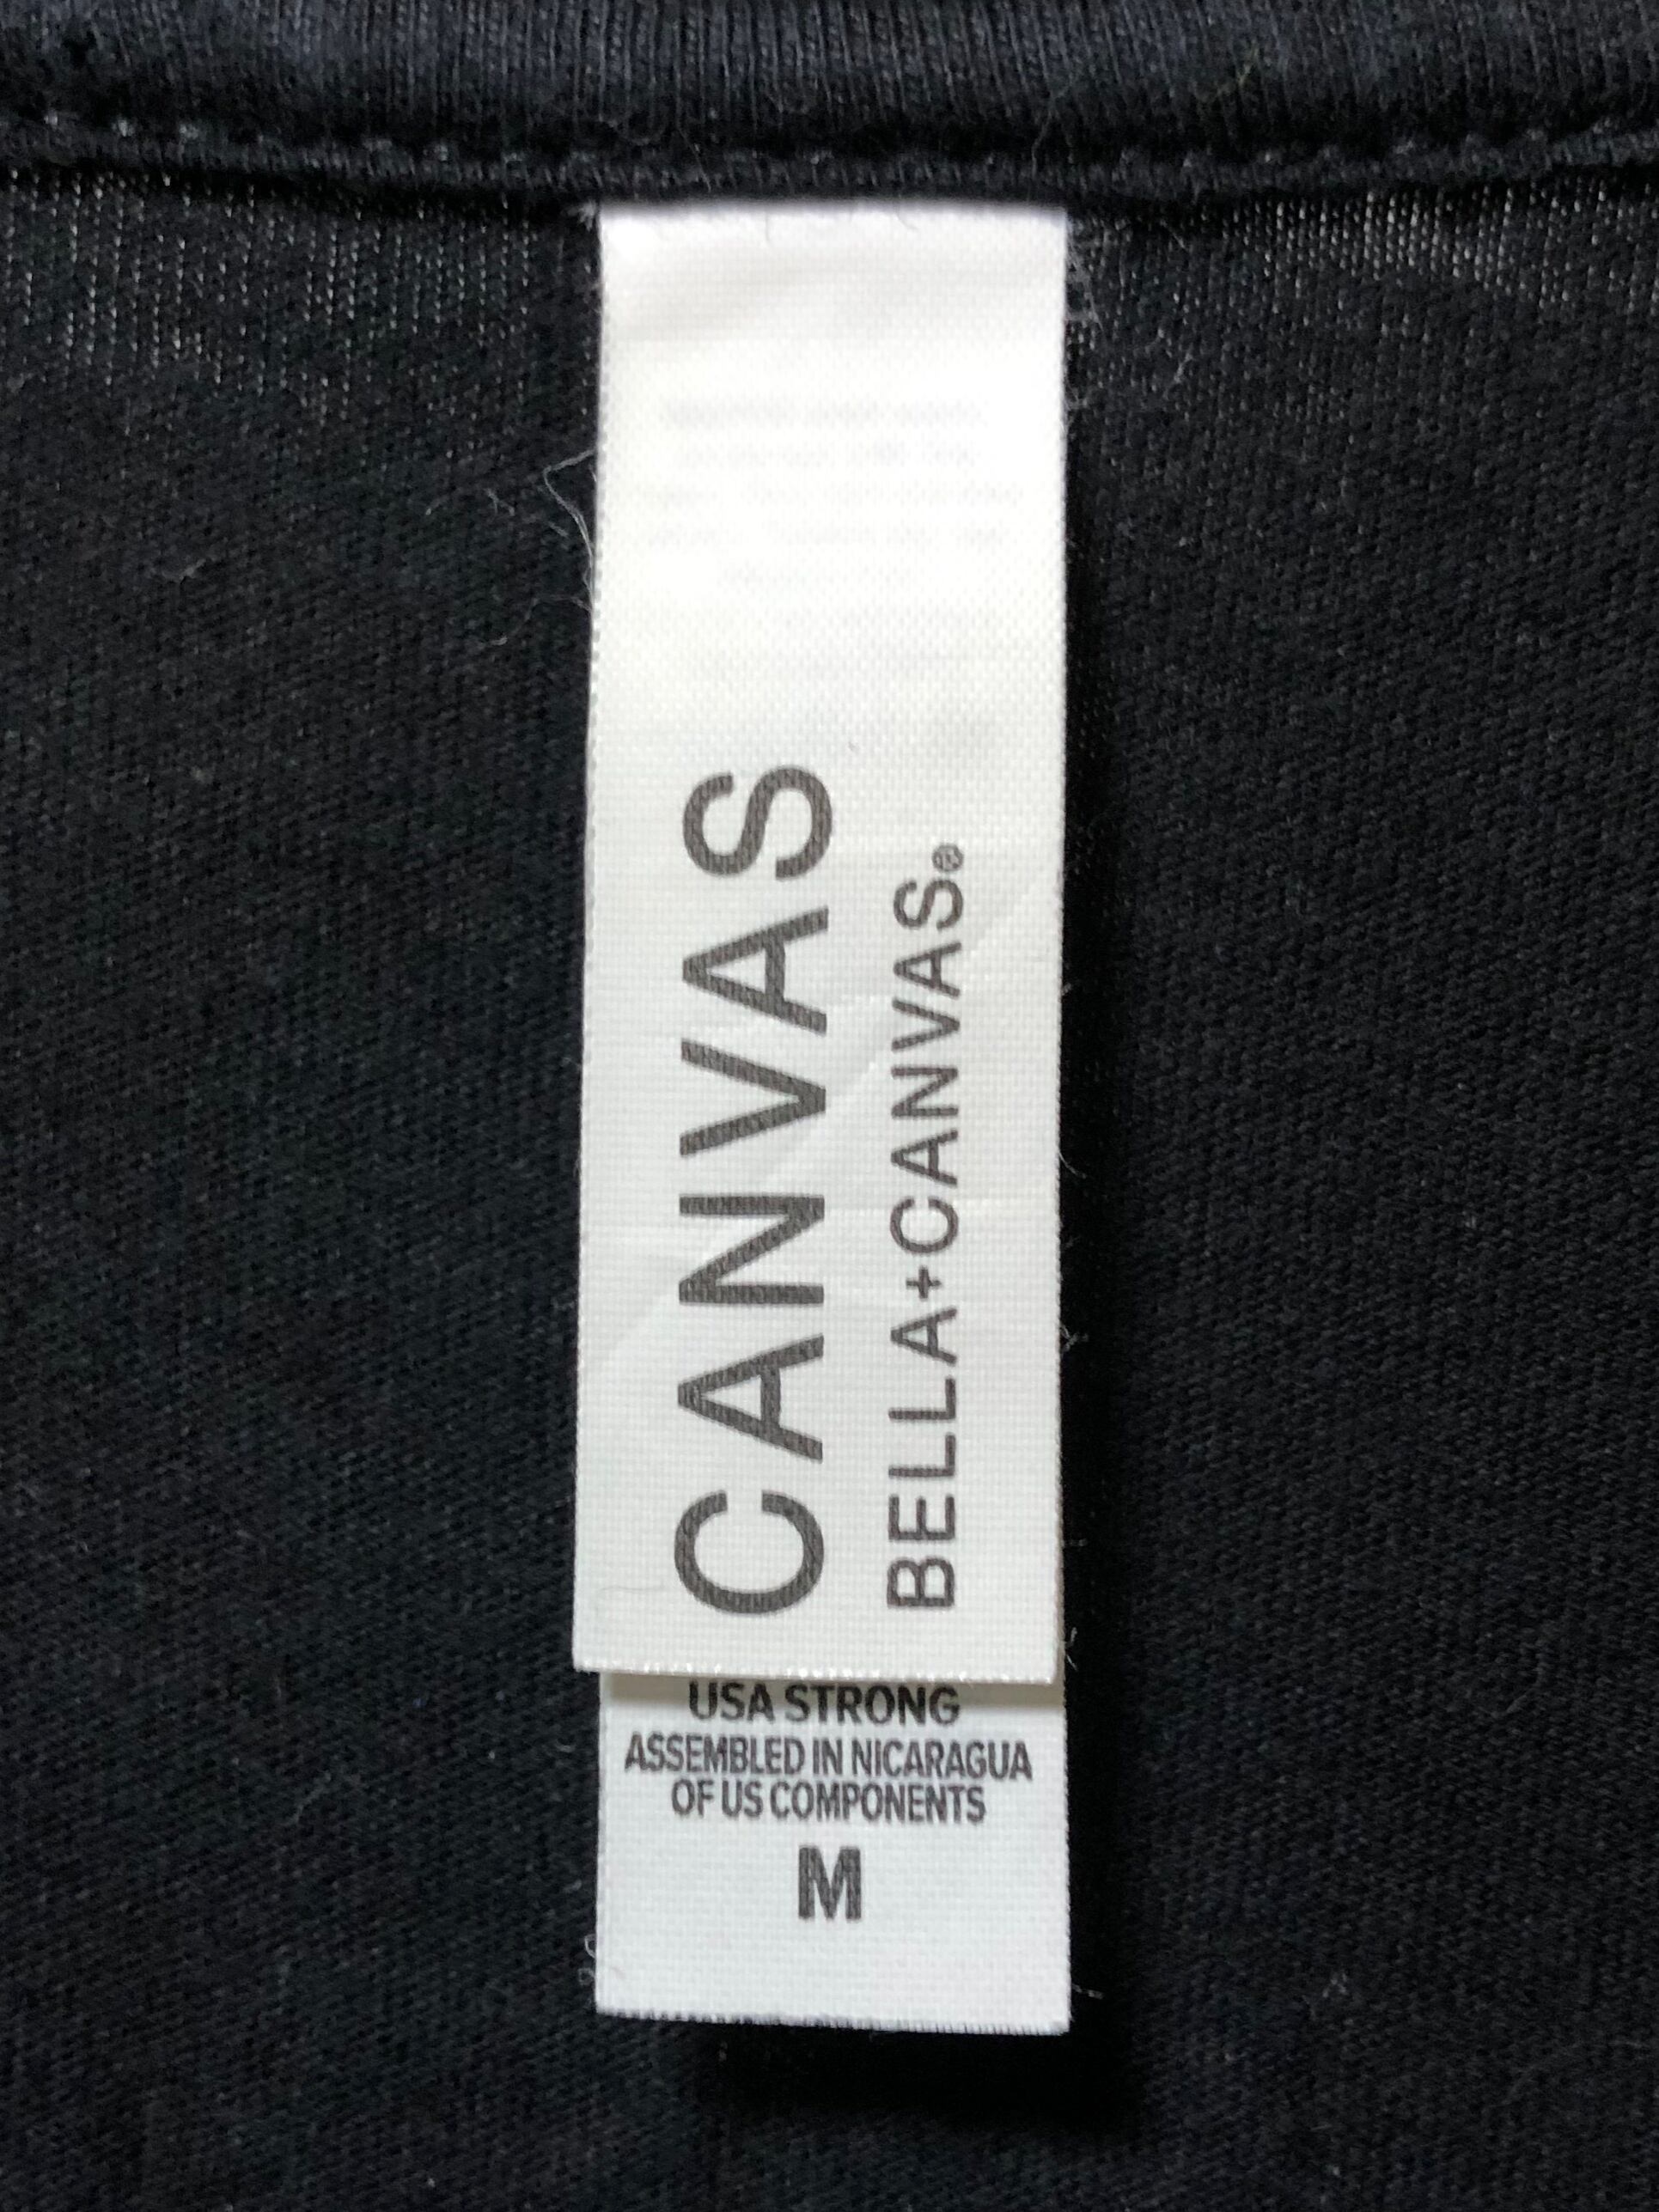 CANVAS
BELLA+CANVAS®
USA STRONG
ASSEMBLED IN NICARAGUA
OF US COMPONENTS
M